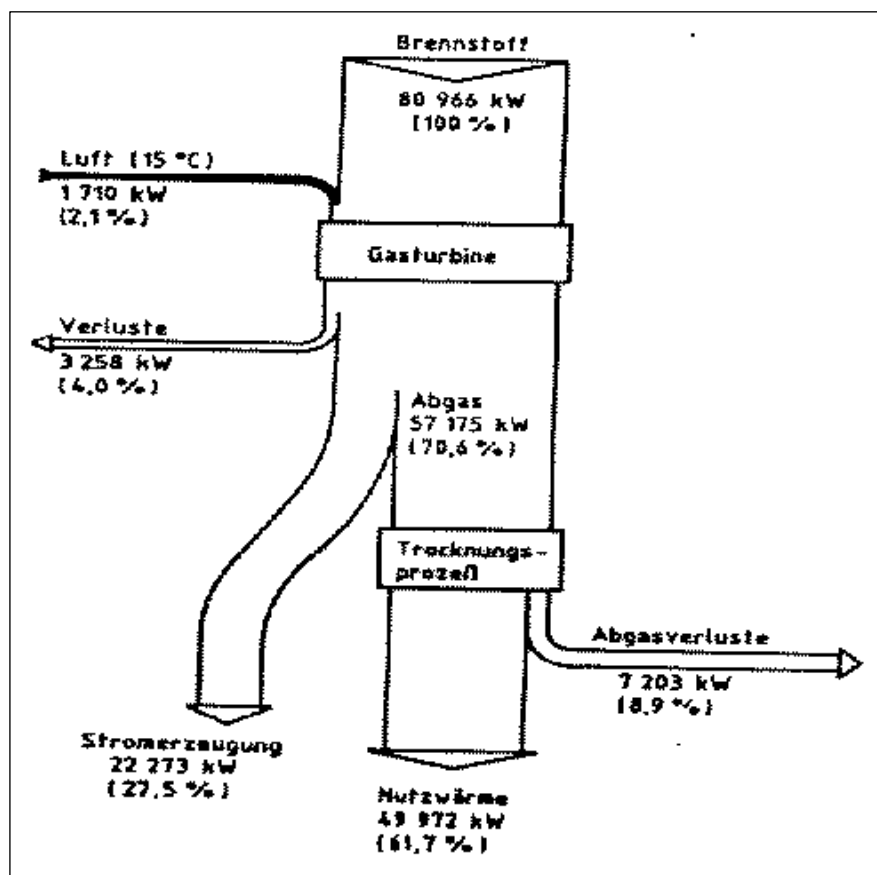 Brennstoff
80 966 kW
(100 %)
Luft (15 °C)
1 710 kW
(2,1 %)
Gasturbine
Verluste
3 258 kW
(4,0 %)
Abgas
57 175 kW
(70,6 %)
Trocknungs-
prozeß
Abgasverluste
7 203 kW
(8,9 %)
Stromerzeugung
22 273 kW
(27,5 %)
Nutzwärme
49 972 kW
(61,7 %)